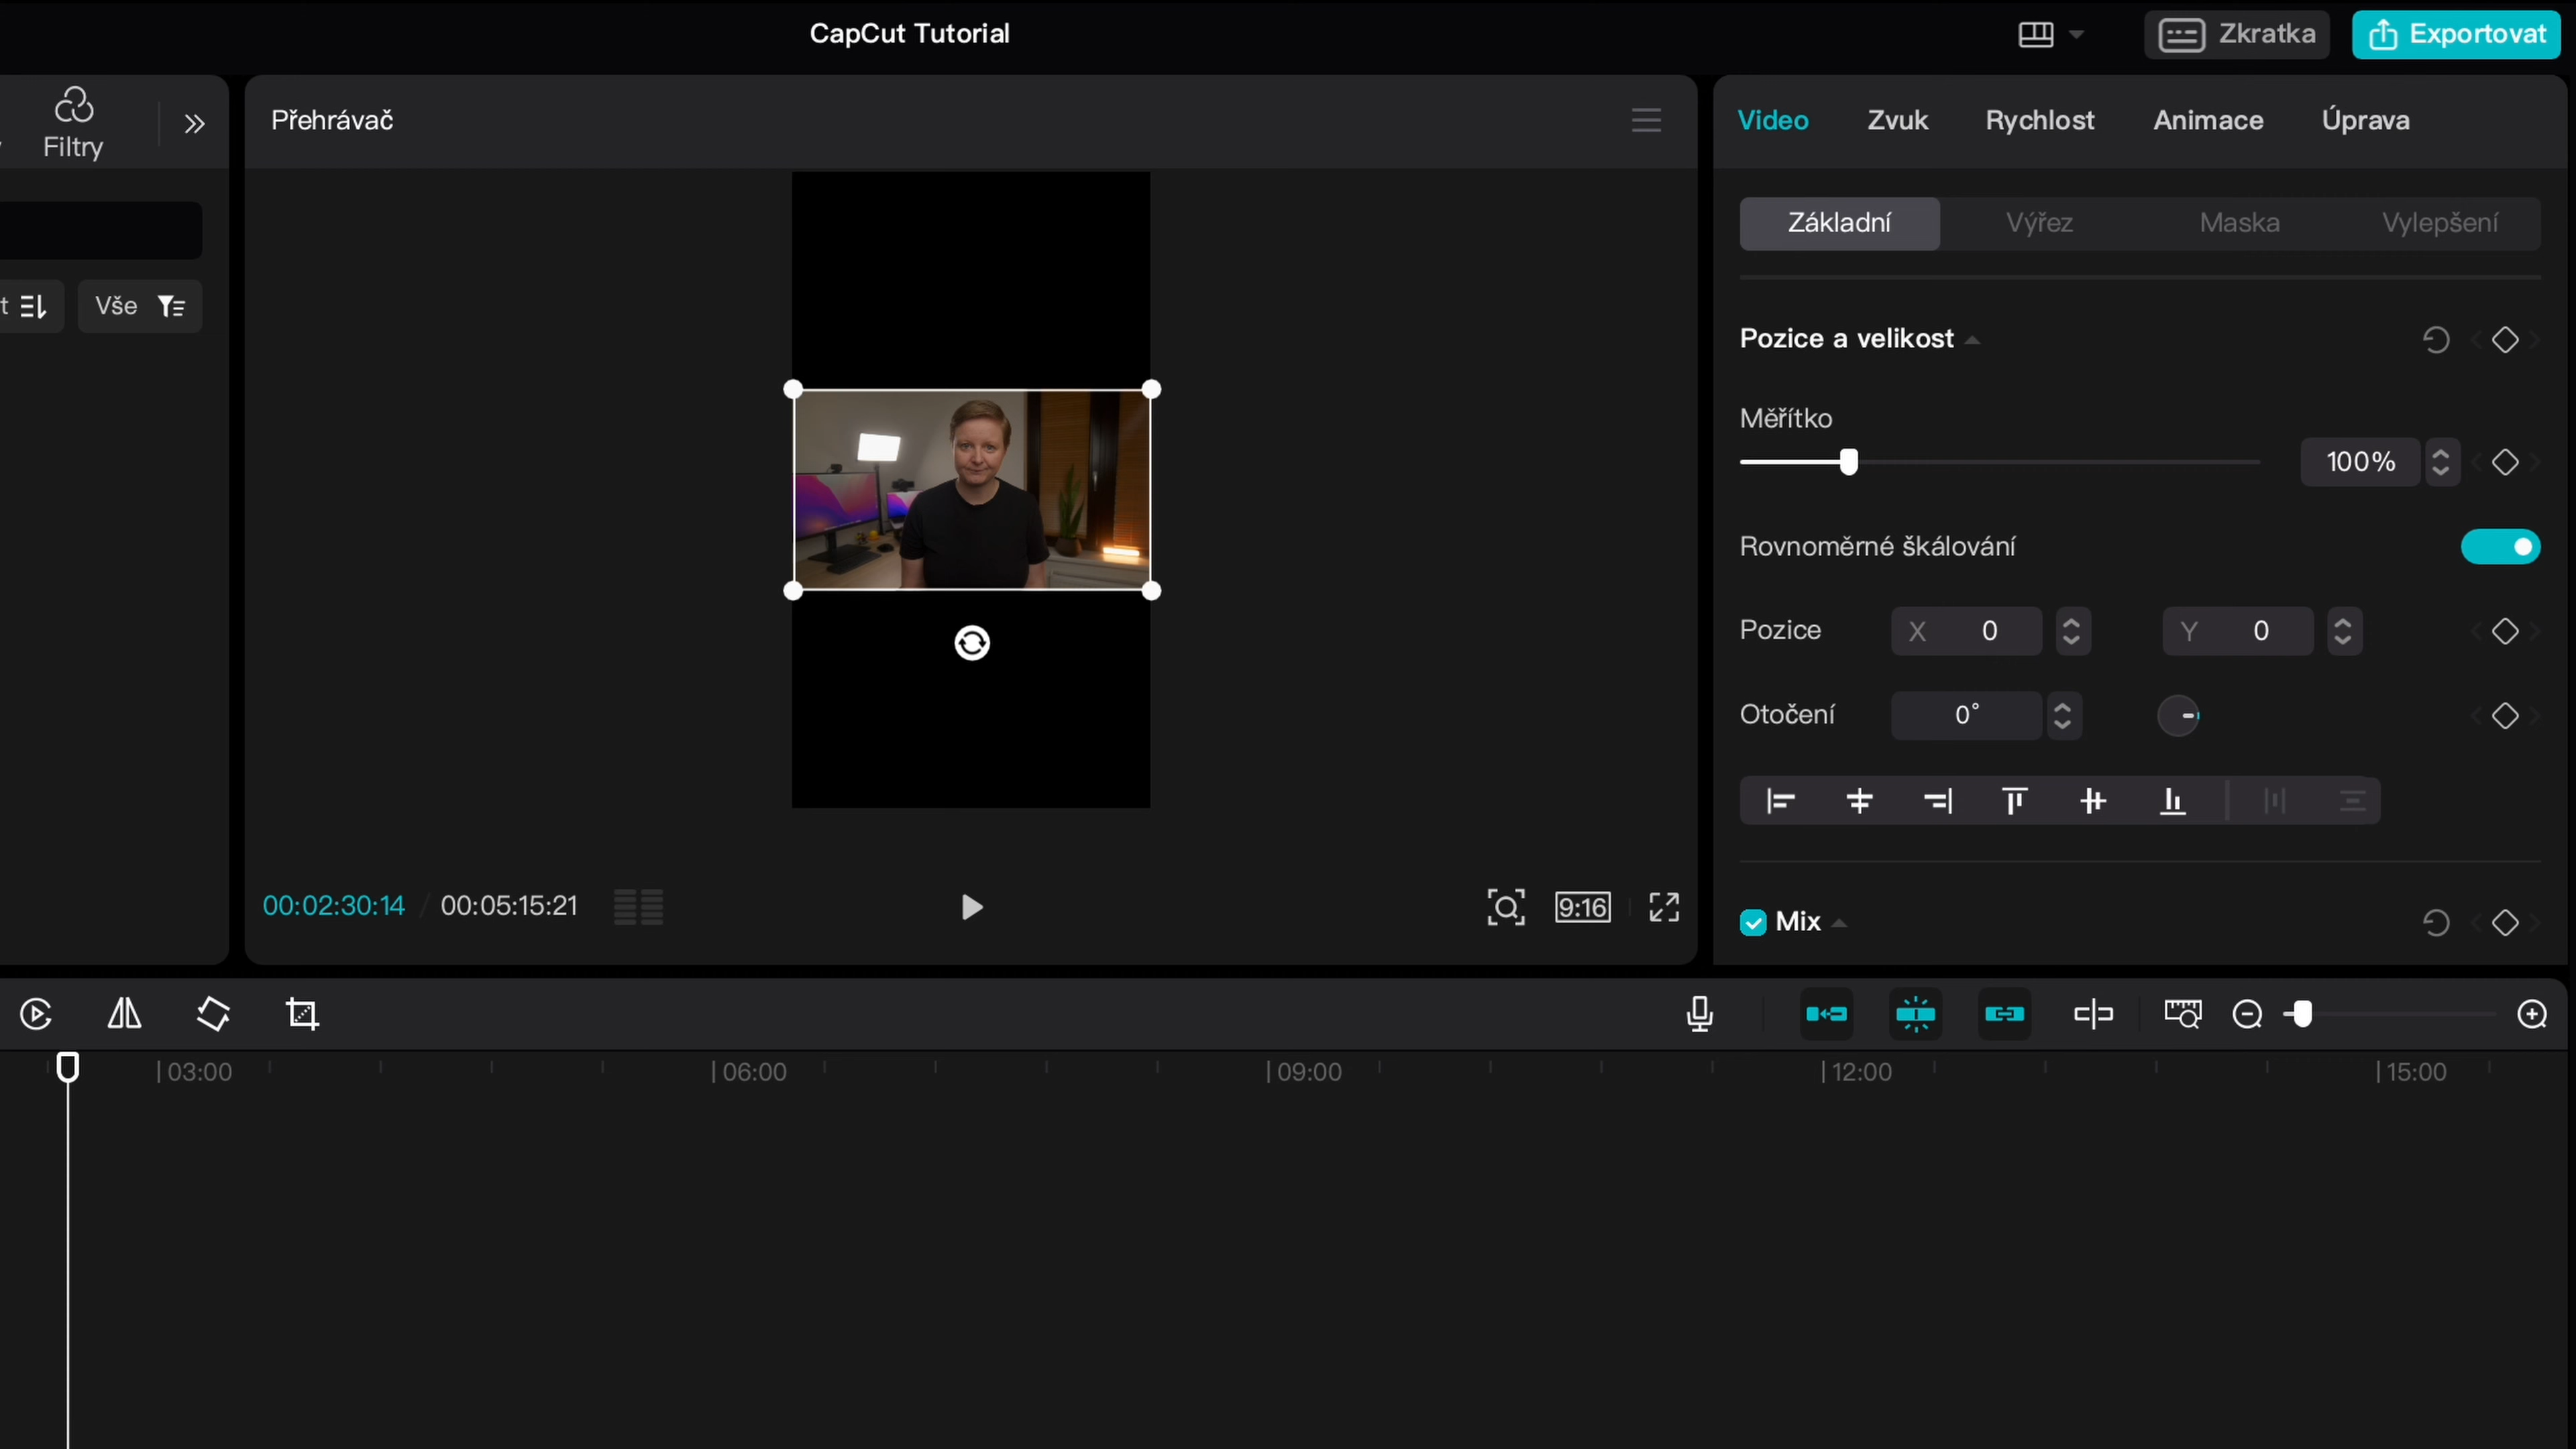 CapCut Tutorial
Zkratka
Exportovat
Filtry
Přehrávač
Video Zvuk Rychlost Animace Úprava
Základní Výřez Maska Vylepšení
t
Vše
Pozice a velikost
Měřítko
100%
Rovnoměrné škálování
Pozice X 0 Y 0
Otočení 0°
00:02:30:14 / 00:05:15:21
9:16
Mix
03:00 06:00 09:00 12:00 15:00